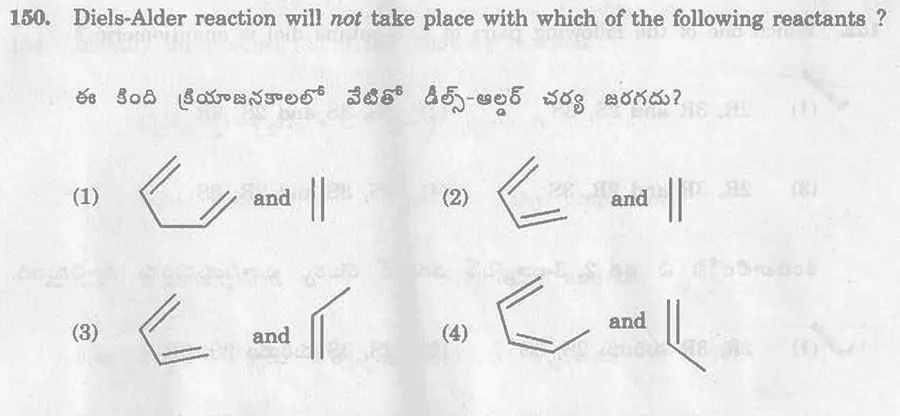 150. Diels-Alder reaction will not take place with which of the following reactants ?
ఈ కింది క్రియాజనకాలలో వేటితో డీల్స్-ఆల్డర్ చర్య జరగదు?
(1) and (2) and
(3) and (4) and